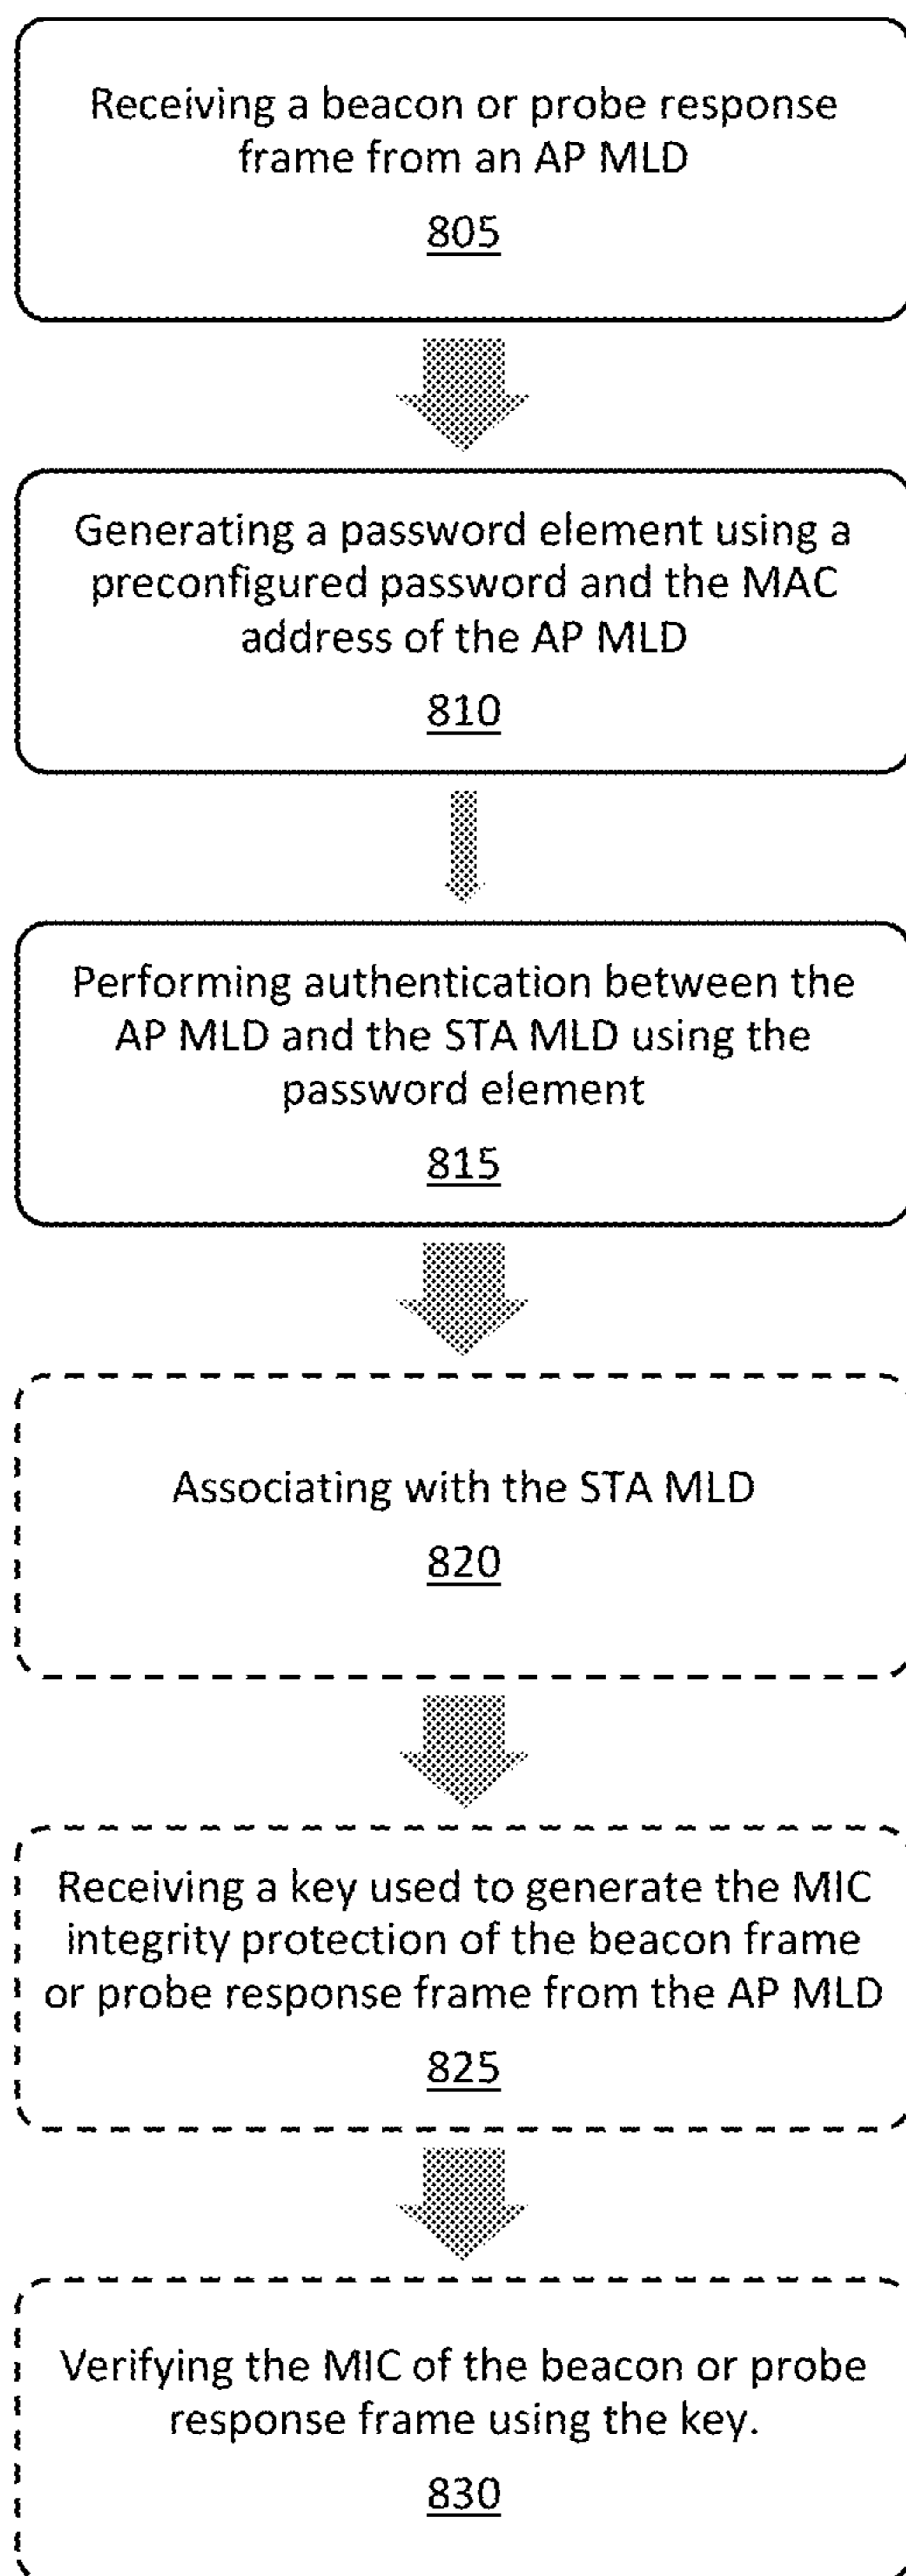 Receiving a beacon or probe response
frame from an AP MLD
805
Generating a password element using a
preconfigured password and the MAC
address of the AP MLD
810
Performing authentication between the
AP MLD and the STA MLD using the
password element
815
Associating with the STA MLD
820
Receiving a key used to generate the MIC
integrity protection of the beacon frame
or probe response frame from the AP MLD
825
Verifying the MIC of the beacon or probe
response frame using the key.
830